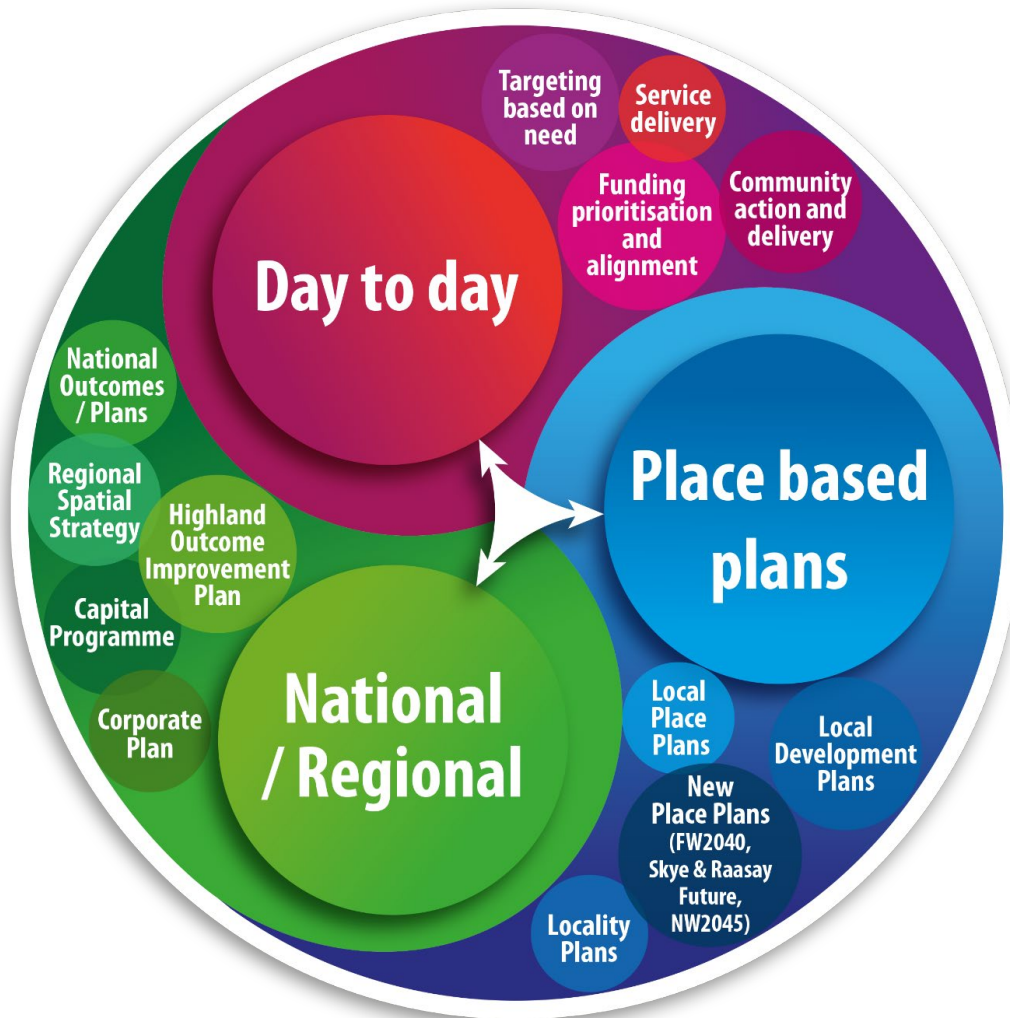 Targeting
based on
need
Service
delivery
Funding
prioritisation
and
alignment
Community
action and
delivery
Day to day
National
Outcomes
/ Plans
Regional
Spatial
Strategy
Highland
Outcome
Improvement
Plan
Capital
Programme
Corporate
Plan
National
/ Regional
Place based
plans
Local
Place
Plans
Local
Development
Plans
New
Place Plans
(FW2040,
Skye & Raasay
Future,
NW2045)
Locality
Plans